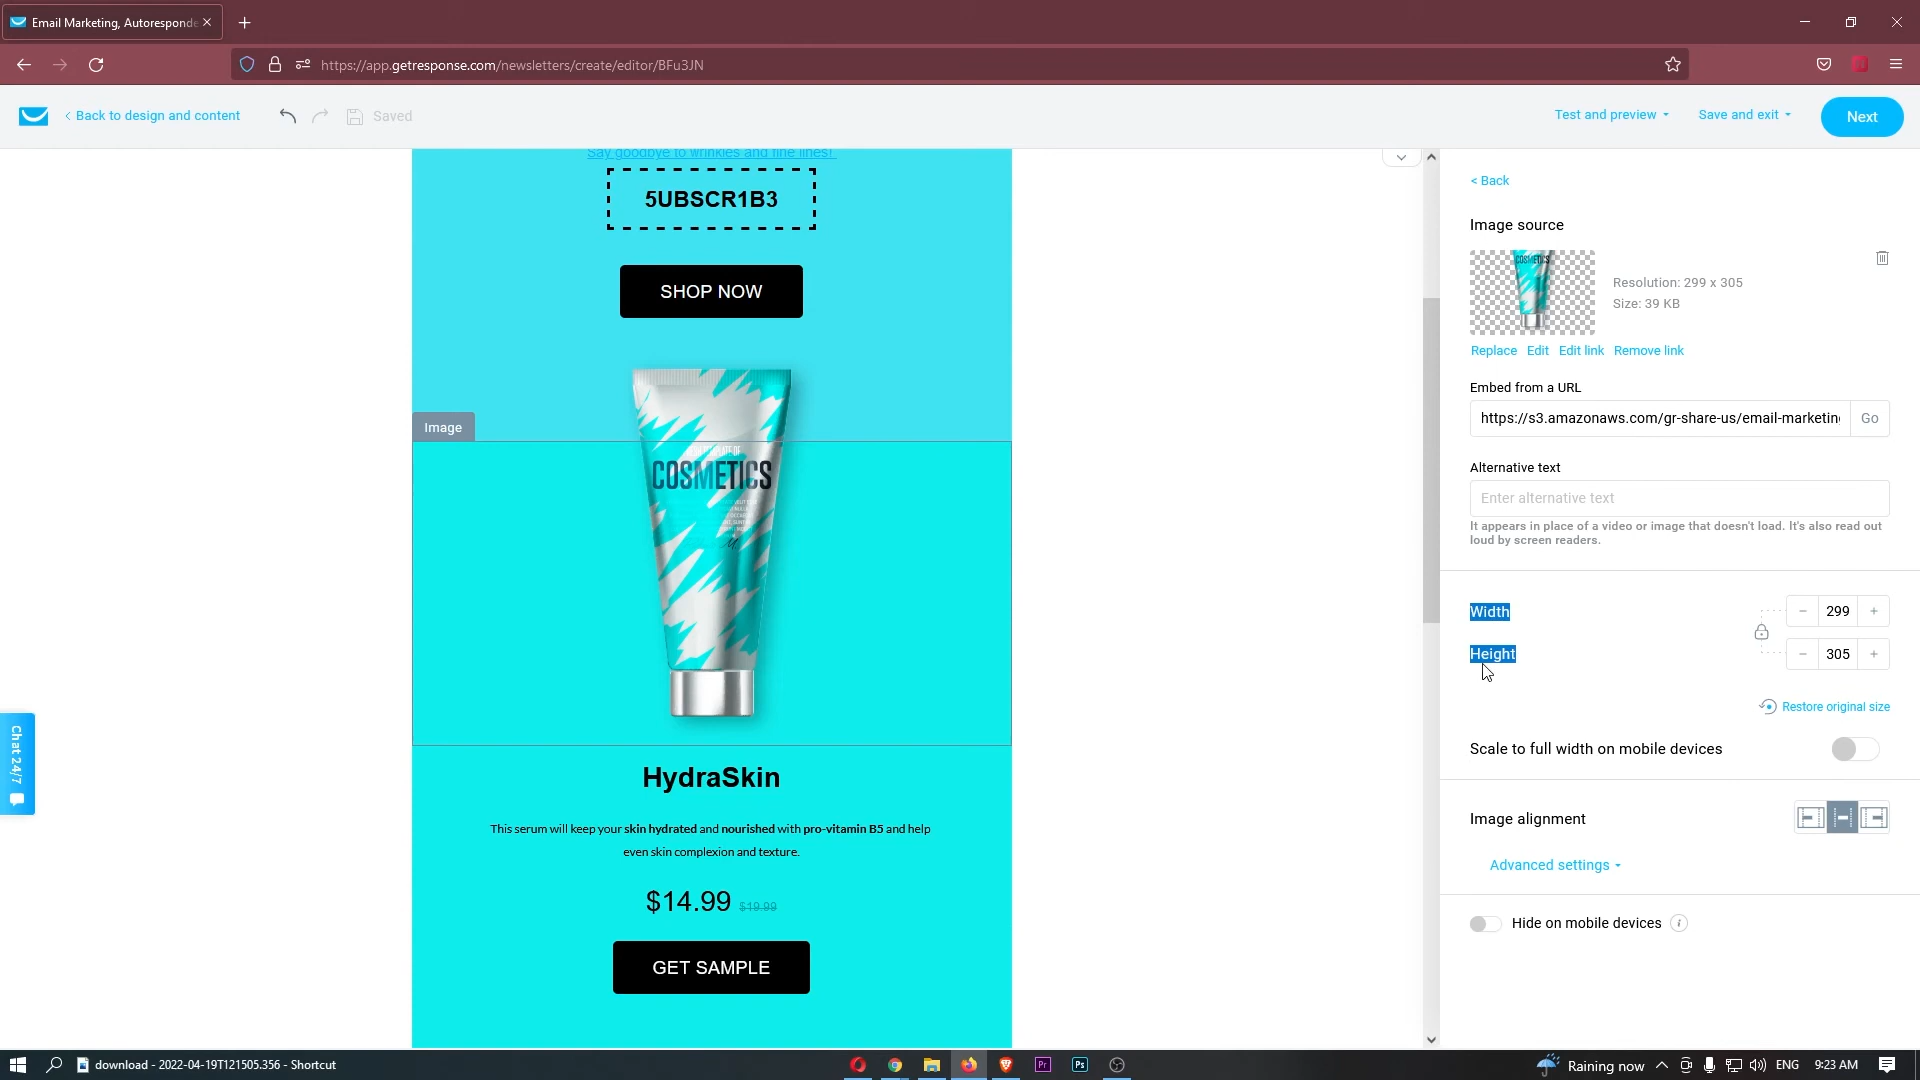 Email Marketing, Autoresponde
https://app.getresponse.com/newsletters/create/editor/BFu3JN
< Back to design and content
Saved
Test and preview
Save and exit
Next
Say goodbye to wrinkles and fine lines!
5UBSCR1B3
SHOP NOW
Image
COSMETICS
HydraSkin
This serum will keep your skin hydrated and nourished with pro-vitamin B5 and help
even skin complexion and texture.
$14.99 $19.99
GET SAMPLE
Chat 24/7
< Back
Image source
COSMETICS
Resolution: 299 x 305
Size: 39 KB
Replace Edit Edit link Remove link
Embed from a URL
https://s3.amazonaws.com/gr-share-us/email-marketing
Go
Alternative text
Enter alternative text
It appears in place of a video or image that doesn't load. It's also read out
loud by screen readers.
Width
299
Height
305
Restore original size
Scale to full width on mobile devices
Image alignment
Advanced settings
Hide on mobile devices
download - 2022-04-19T121505.356 - Shortcut
Pr
Ps
Raining now
ENG
9:23 AM